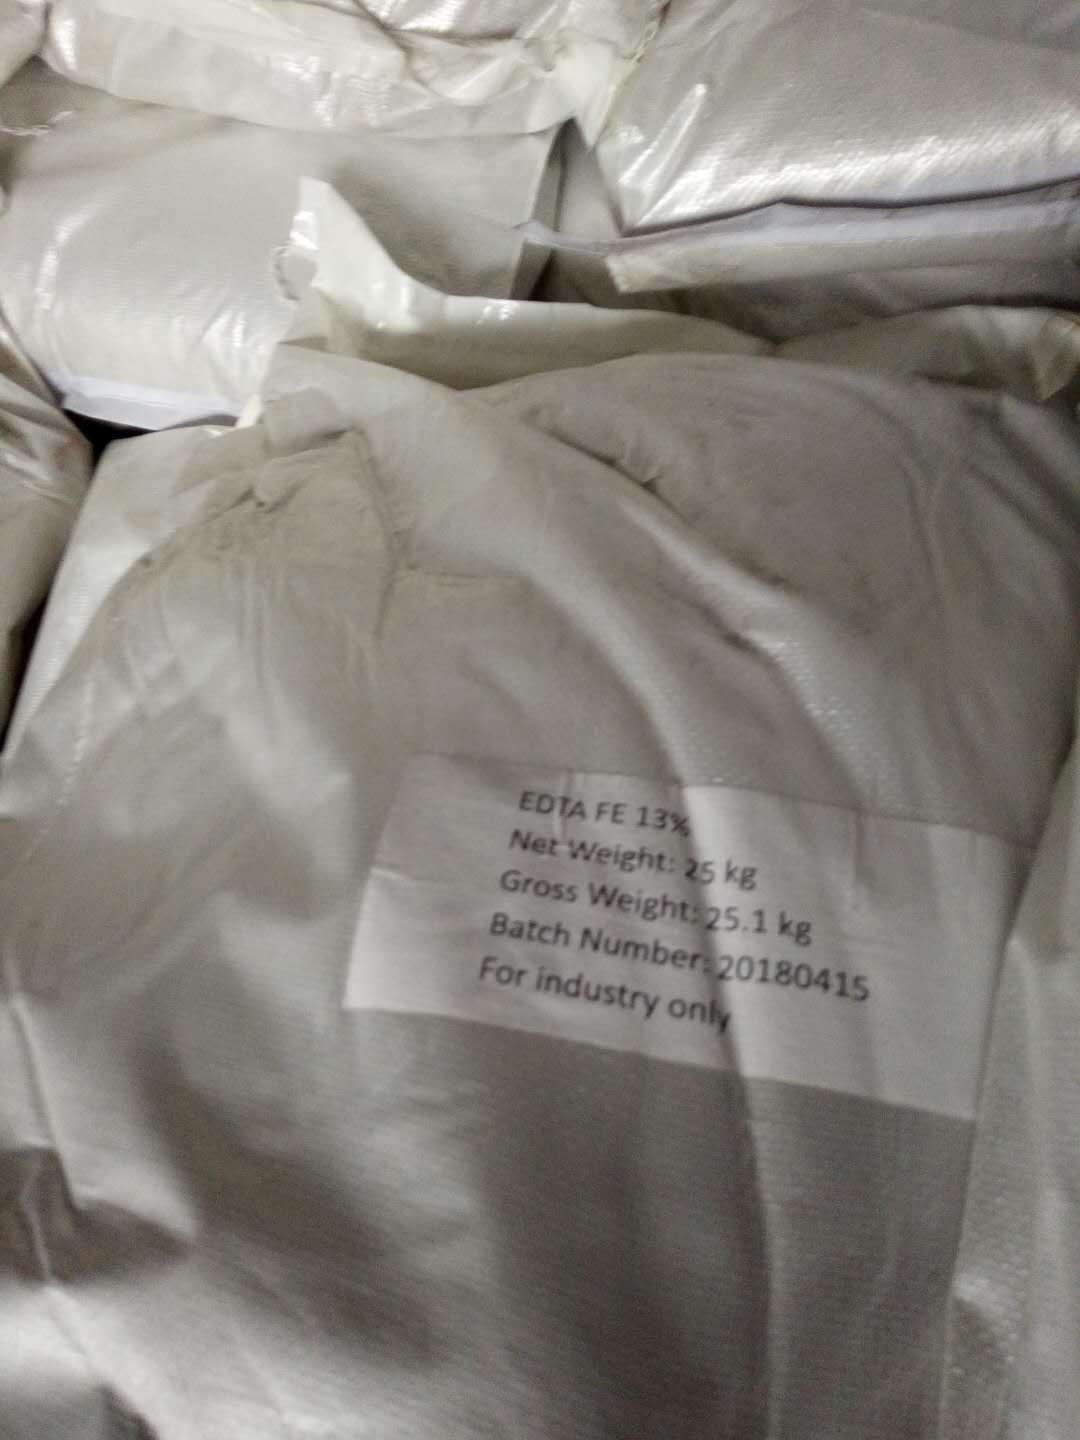 EDTA FE 13%
Net Weight: 25 kg
Gross Weight: 25.1 kg
Batch Number: 20180415
For industry only